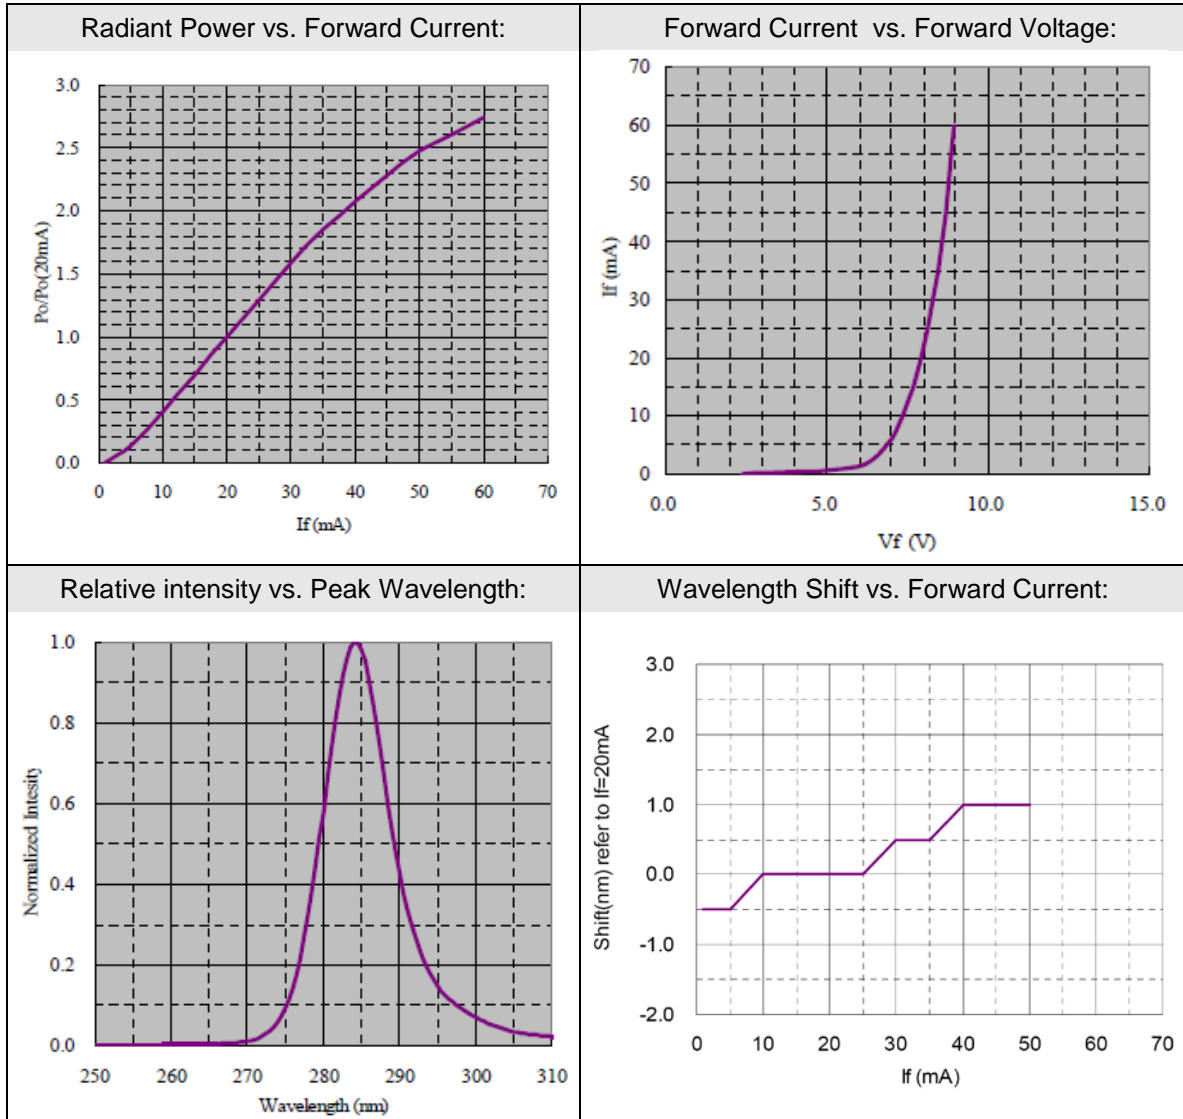 Radiant Power vs. Forward Current:
3.0
2.5
2.0
1.5
1.0
0.5
0.0
Po/Po(20mA)
0 10 20 30 40 50 60 70
If (mA)
Forward Current vs. Forward Voltage:
70
60
50
40
30
20
10
0
If (mA)
0.0 5.0 10.0 15.0
Vf (V)
Relative intensity vs. Peak Wavelength:
1.0
0.8
0.6
0.4
0.2
0.0
Normalized Intesity
250 260 270 280 290 300 310
Wavelength (nm)
Wavelength Shift vs. Forward Current:
3.0
2.0
1.0
0.0
-1.0
-2.0
Shift(nm) refer to If=20mA
0 10 20 30 40 50 60 70
If (mA)